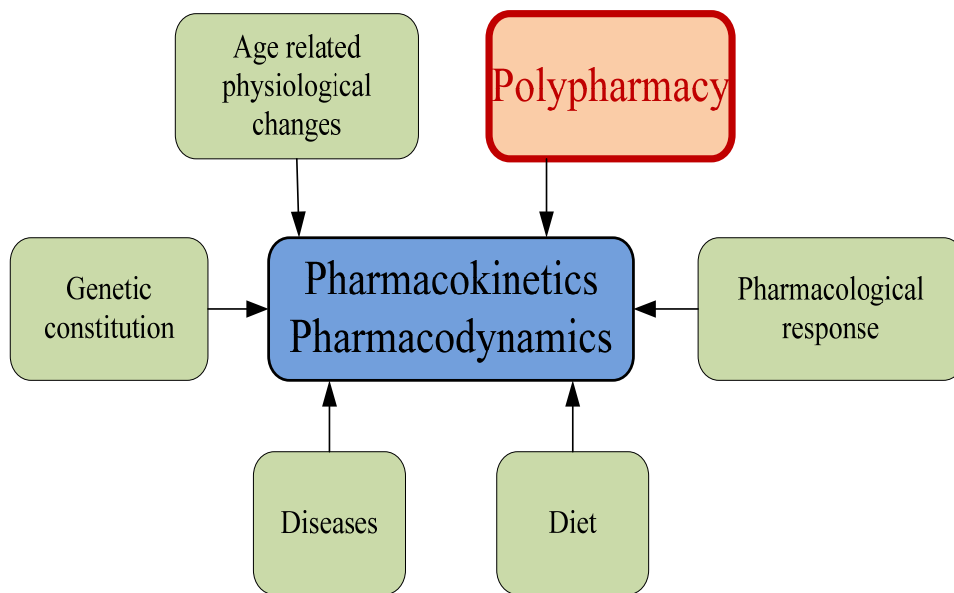 Age related
physiological
changes
Polypharmacy
Genetic
constitution
Pharmacokinetics
Pharmacodynamics
Pharmacological
response
Diseases
Diet